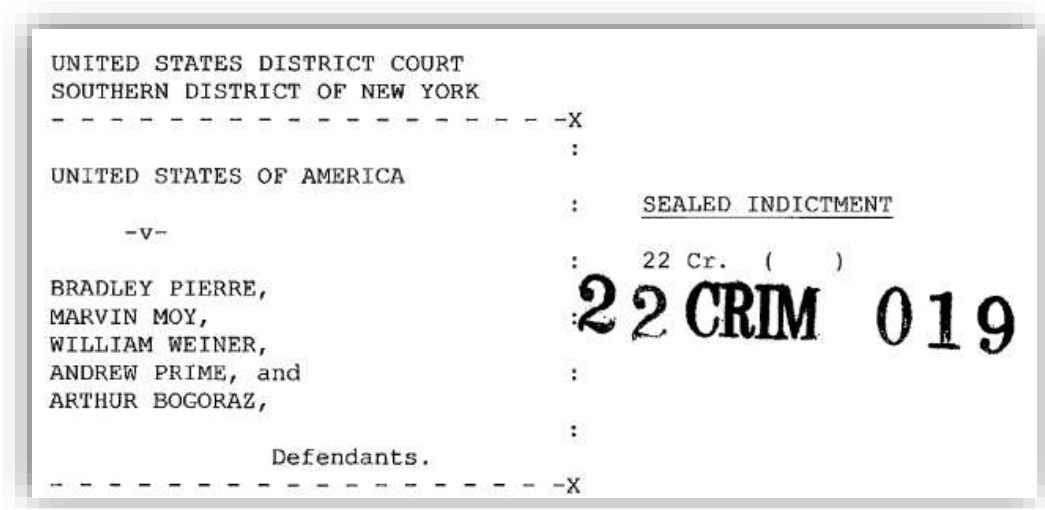 UNITED STATES DISTRICT COURT
SOUTHERN DISTRICT OF NEW YORK
- - - - - - - - - - - - - - - - - - -X
:
UNITED STATES OF AMERICA
: SEALED INDICTMENT
-v-
: 22 Cr. ( )
BRADLEY PIERRE,
22 CRIM 019
MARVIN MOY,
:
WILLIAM WEINER,
ANDREW PRIME, and
:
ARTHUR BOGORAZ,
:
Defendants.
- - - - - - - - - - - - - - - - - - -X